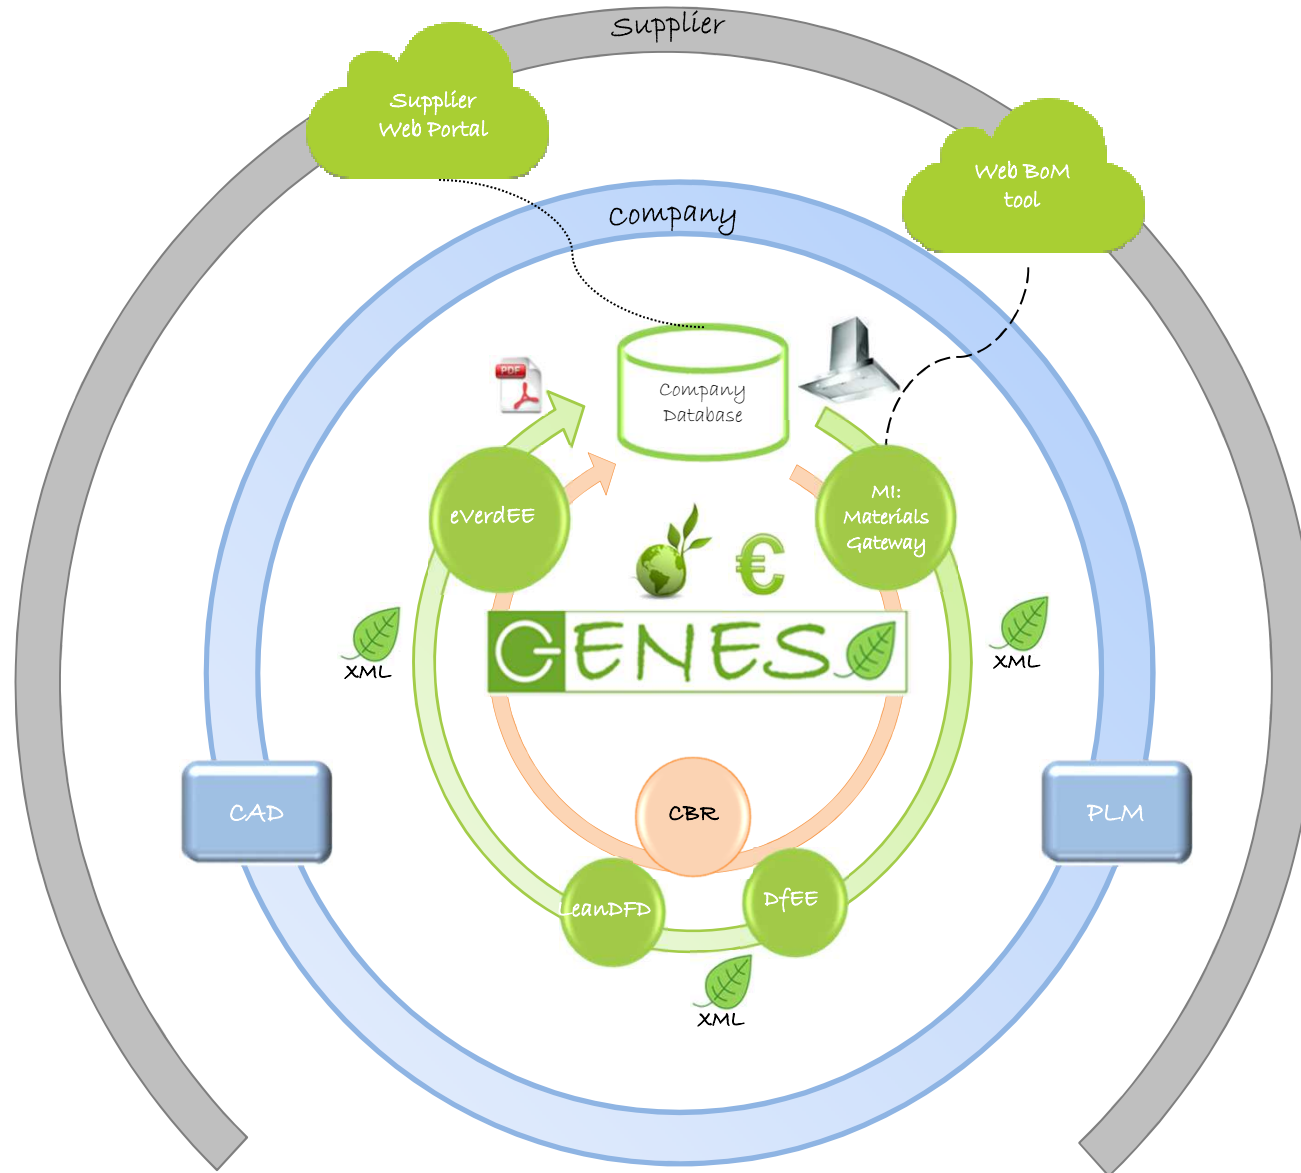 Supplier
Supplier
Web Portal
Web BoM
tool
Company
PDF
Company
Database
eVerdEE
MI:
Materials
Gateway
€
GENESI
XML
XML
CAD
CBR
PLM
LeanDFD
DfEE
XML